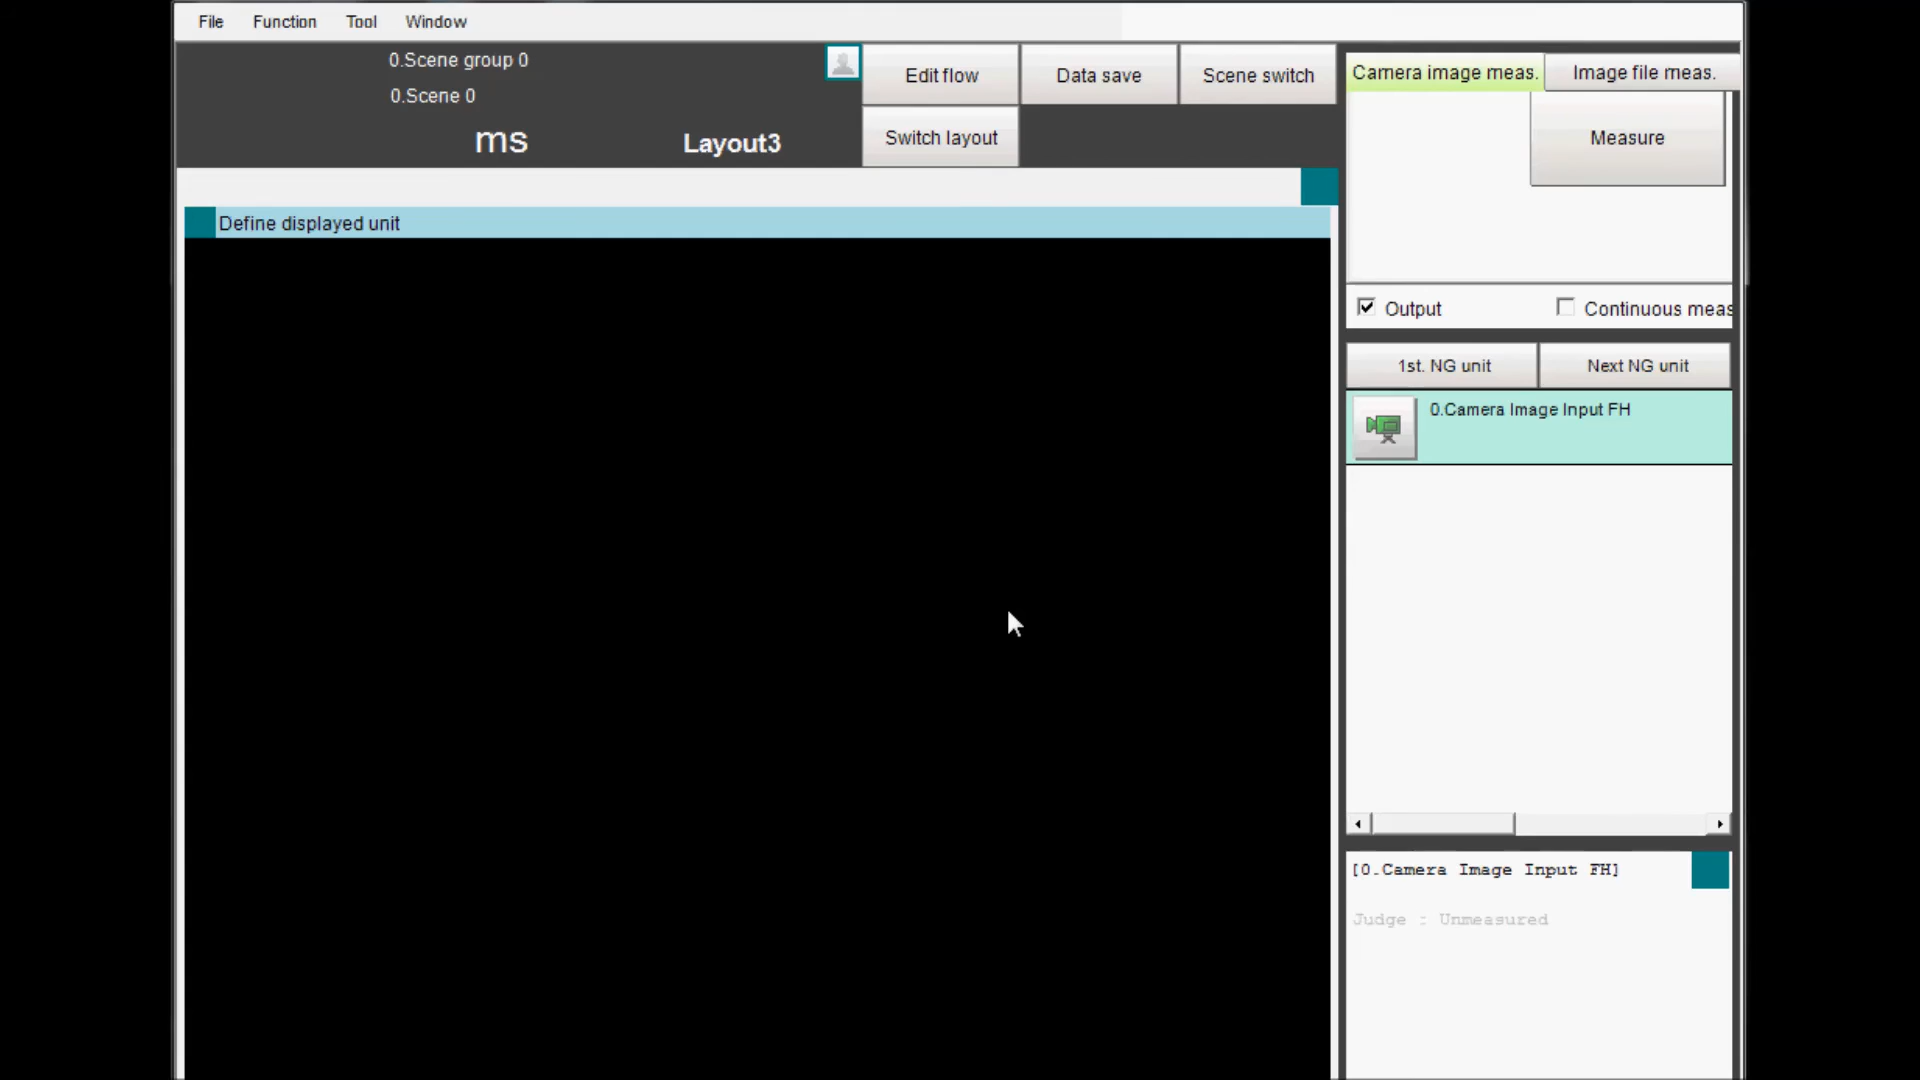 File Function Tool Window
0.Scene group 0
0.Scene 0
ms
Layout3
Edit flow
Data save
Scene switch
Switch layout
Define displayed unit
Camera image meas.
Image file meas.
Measure
Output
Continuous meas
1st. NG unit
Next NG unit
0.Camera Image Input FH
[0.Camera Image Input FH]
Judge : Unmeasured